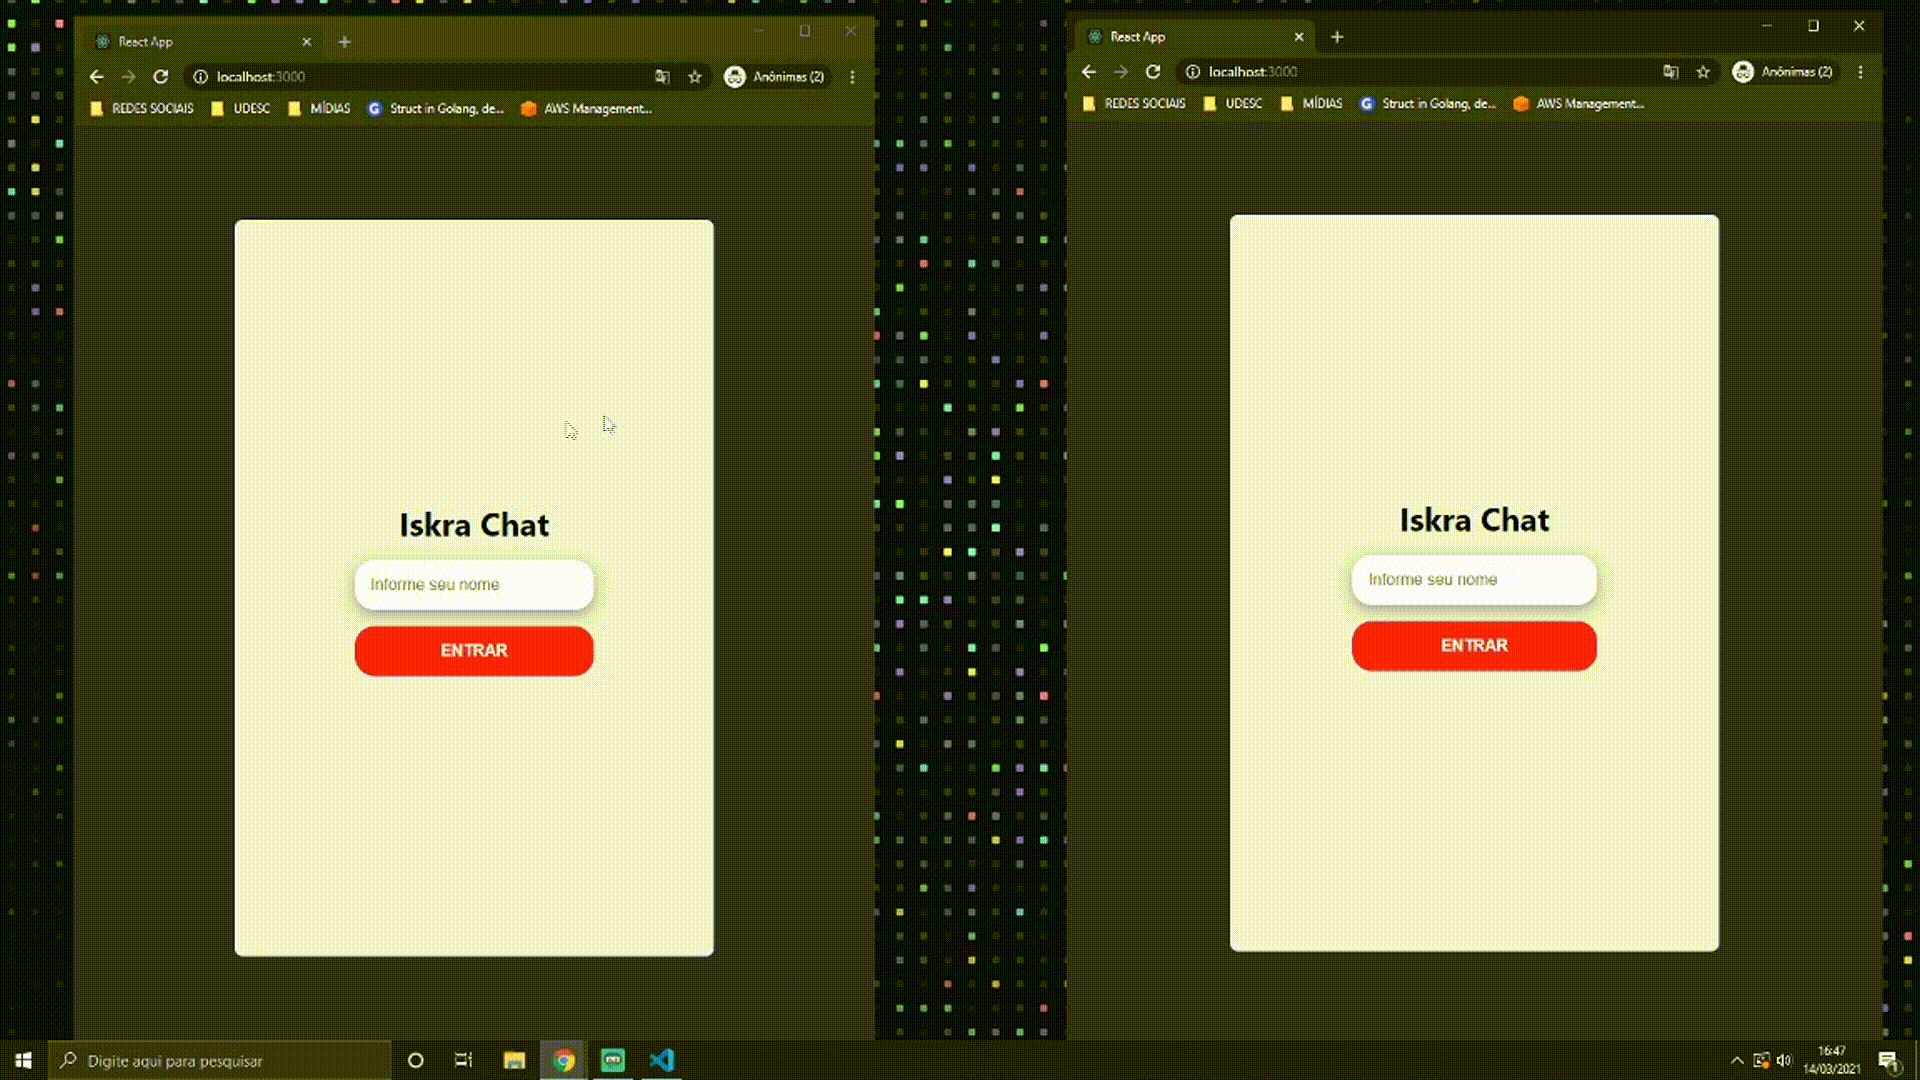 React App
localhost:3000
Anônimas (2)
REDES SOCIAIS UDESC MÍDIAS Struct in Golang, de... AWS Management...
Iskra Chat
Informe seu nome
ENTRAR
React App
localhost:3000
Anônimas (2)
REDES SOCIAIS UDESC MÍDIAS Struct in Golang, de... AWS Management...
Iskra Chat
Informe seu nome
ENTRAR
Digite aqui para pesquisar
16:47
14/03/2021
1